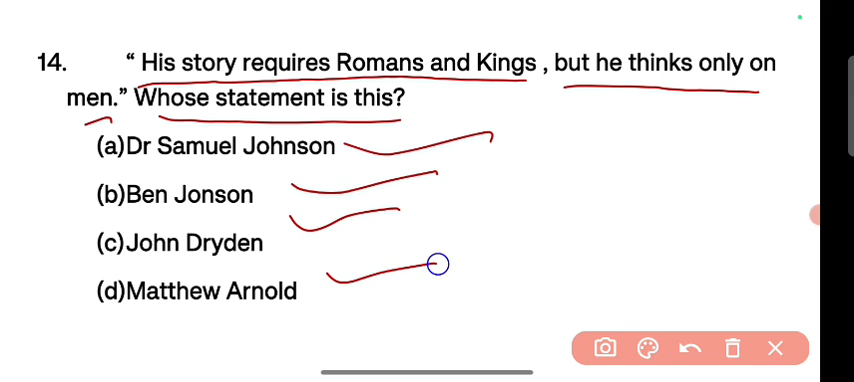 14. “ His story requires Romans and Kings , but he thinks only on
men.” Whose statement is this?
(a)Dr Samuel Johnson
(b)Ben Jonson
(c)John Dryden
(d)Matthew Arnold